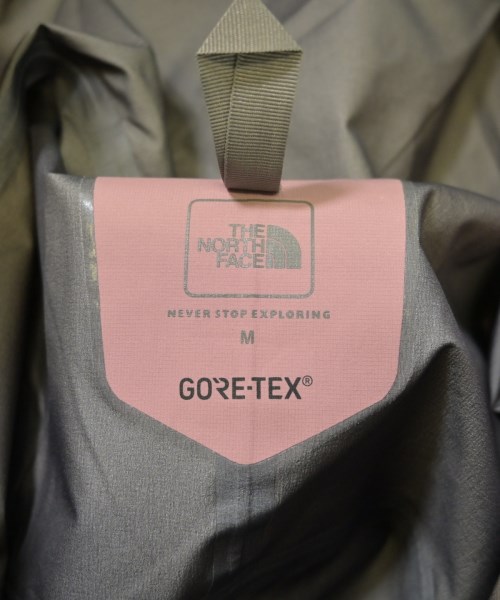 THE
NORTH
FACE
NEVER STOP EXPLORING
M
GORE-TEX®